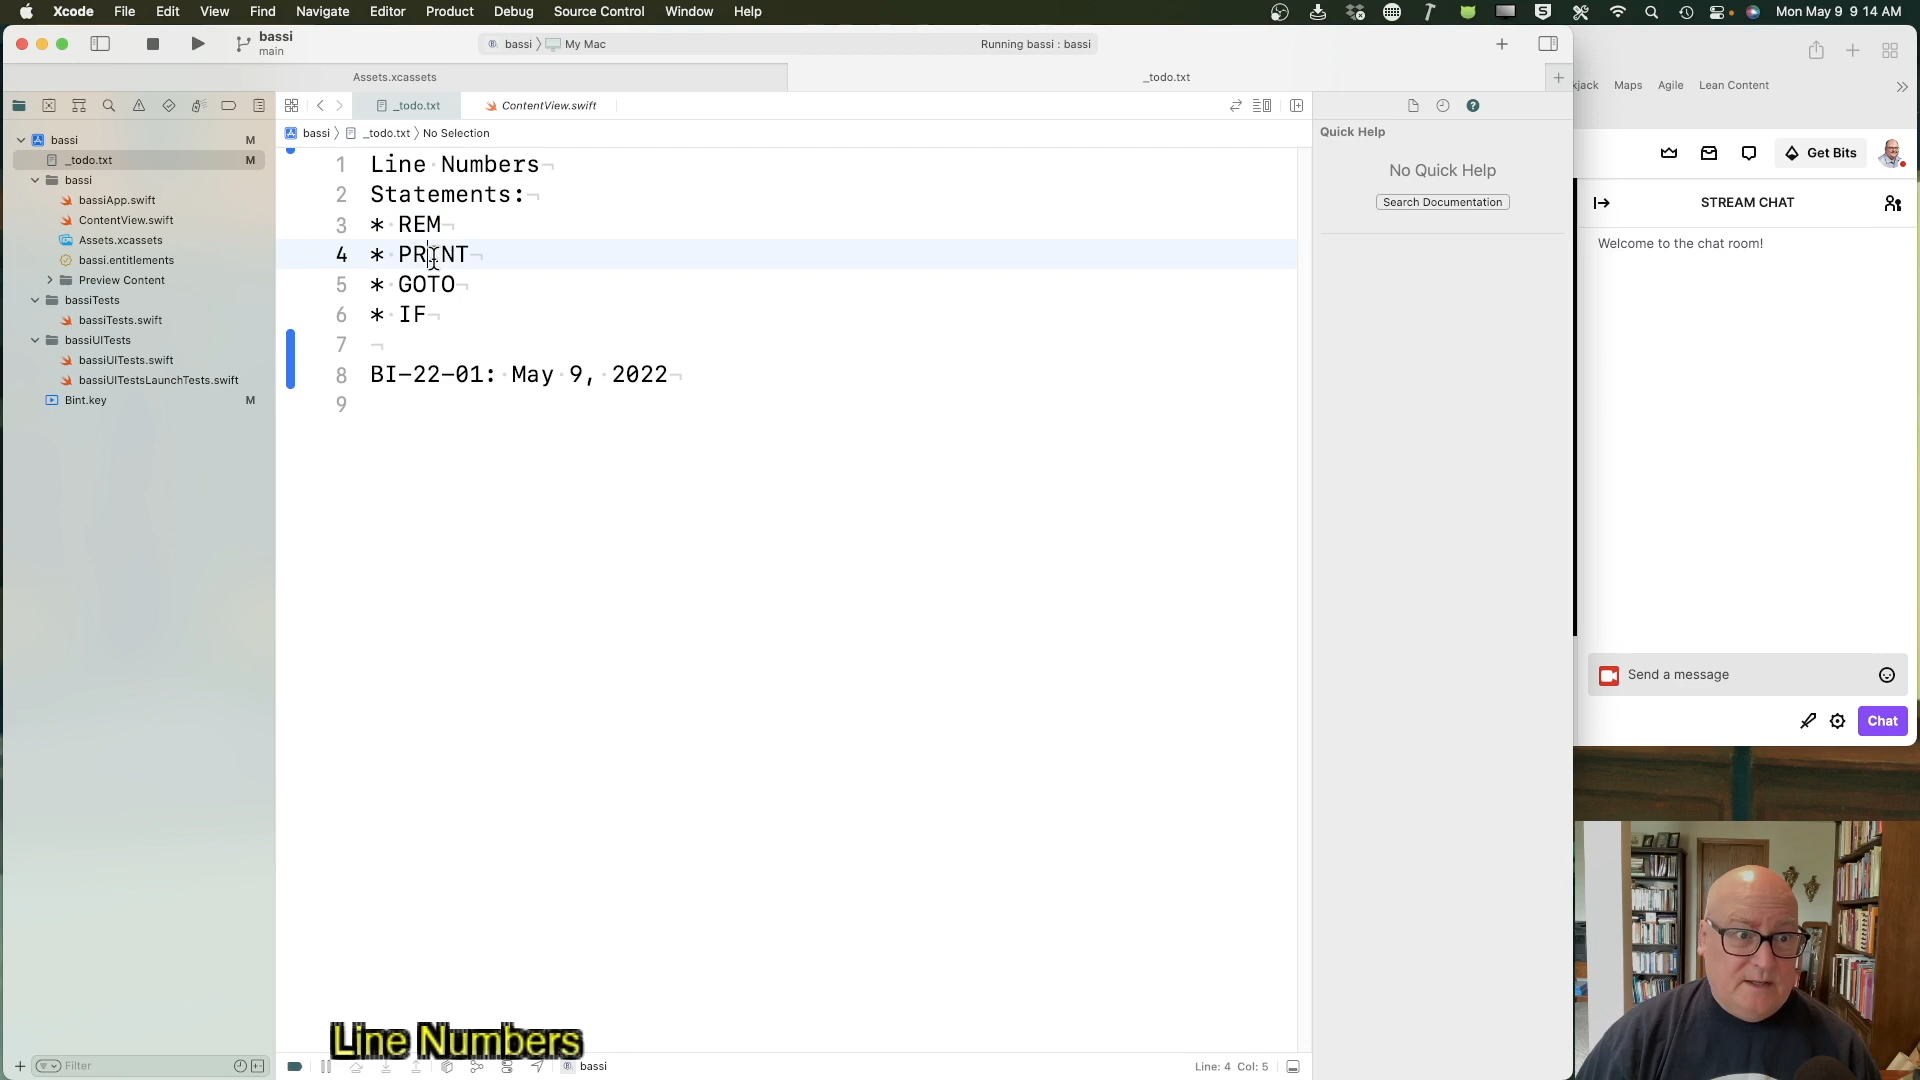 Xcode File Edit View Find Navigate Editor Product Debug Source Control Window Help Mon May 9 9 14 AM
bassi
main
bassi 〉 My Mac
Running bassi : bassi
Assets.xcassets
_todo.txt
_todo.txt
ContentView.swift
bassi 〉 _todo.txt 〉 No Selection
bassi M
_todo.txt M
bassi
bassiApp.swift
ContentView.swift
Assets.xcassets
bassi.entitlements
Preview Content
bassiTests
bassiTests.swift
bassiUITests
bassiUITests.swift
bassiUITestsLaunchTests.swift
Bint.key M
Filter
1 Line Numbers
2 Statements:
3 * REM
4 * PRINT
5 * GOTO
6 * IF
7
8 BI-22-01: May 9, 2022
9
Line Numbers
bassi
Line: 4 Col: 5
Quick Help
No Quick Help
Search Documentation
kjack Maps Agile Lean Content
Get Bits
STREAM CHAT
Welcome to the chat room!
Send a message
Chat